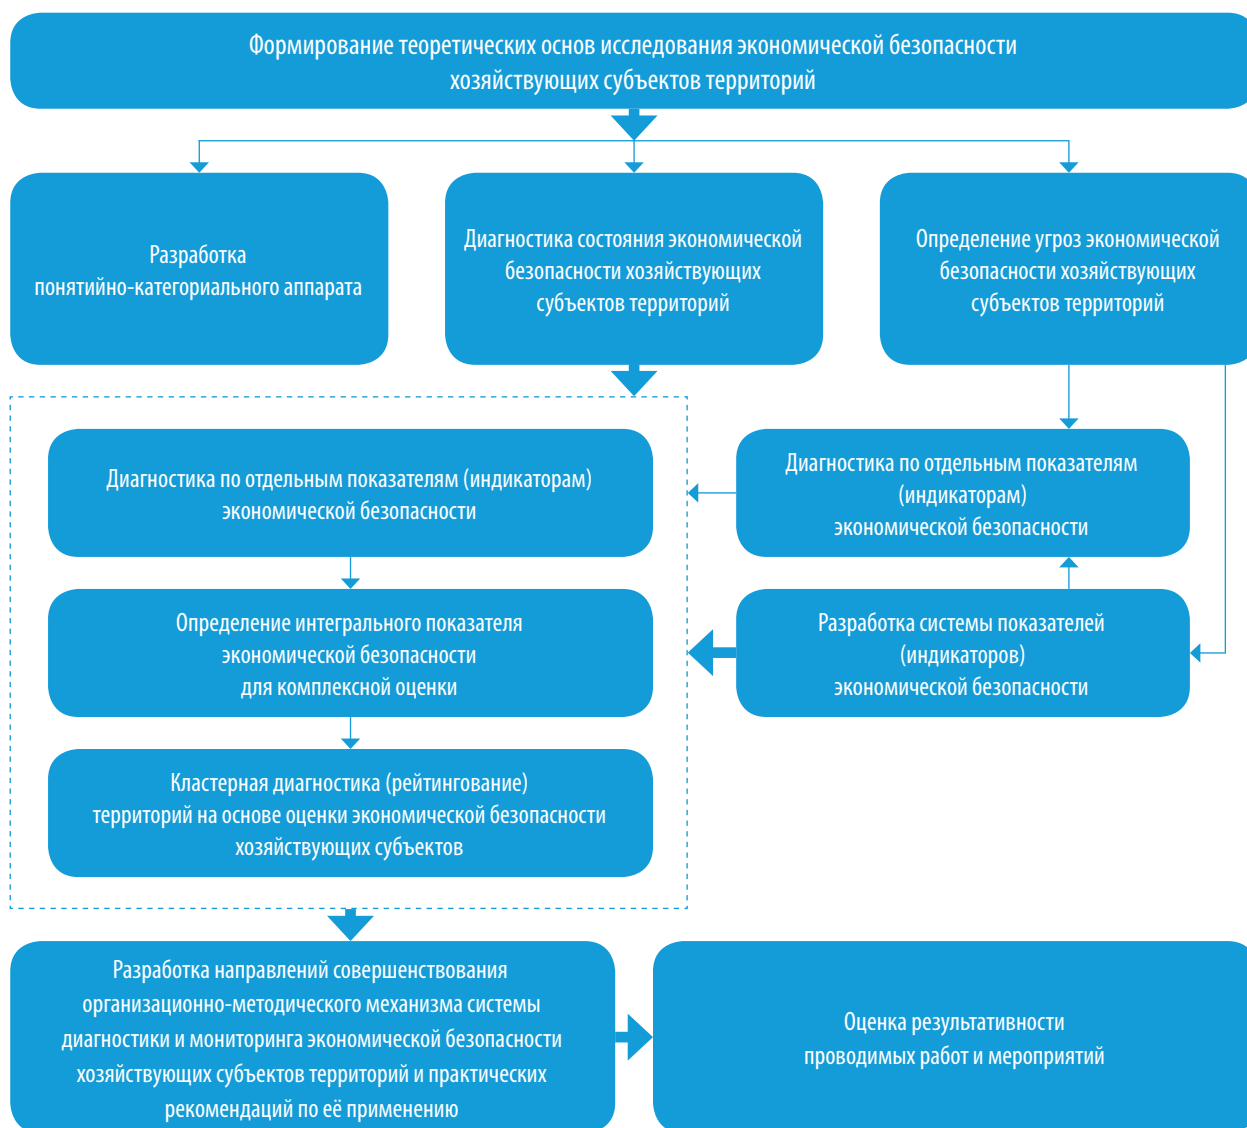 Формирование теоретических основ исследования экономической безопасности
хозяйствующих субъектов территорий
Разработка
понятийно-категориального аппарата
Диагностика состояния экономической
безопасности хозяйствующих
субъектов территорий
Определение угроз экономической
безопасности хозяйствующих
субъектов территорий
Диагностика по отдельным показателям (индикаторам)
экономической безопасности
Диагностика по отдельным показателям
(индикаторам)
экономической безопасности
Определение интегрального показателя
экономической безопасности
для комплексной оценки
Разработка системы показателей
(индикаторов)
экономической безопасности
Кластерная диагностика (рейтингование)
территорий на основе оценки экономической безопасности
хозяйствующих субъектов
Разработка направлений совершенствования
организационно-методического механизма системы
диагностики и мониторинга экономической безопасности
хозяйствующих субъектов территорий и практических
рекомендаций по её применению
Оценка результативности
проводимых работ и мероприятий